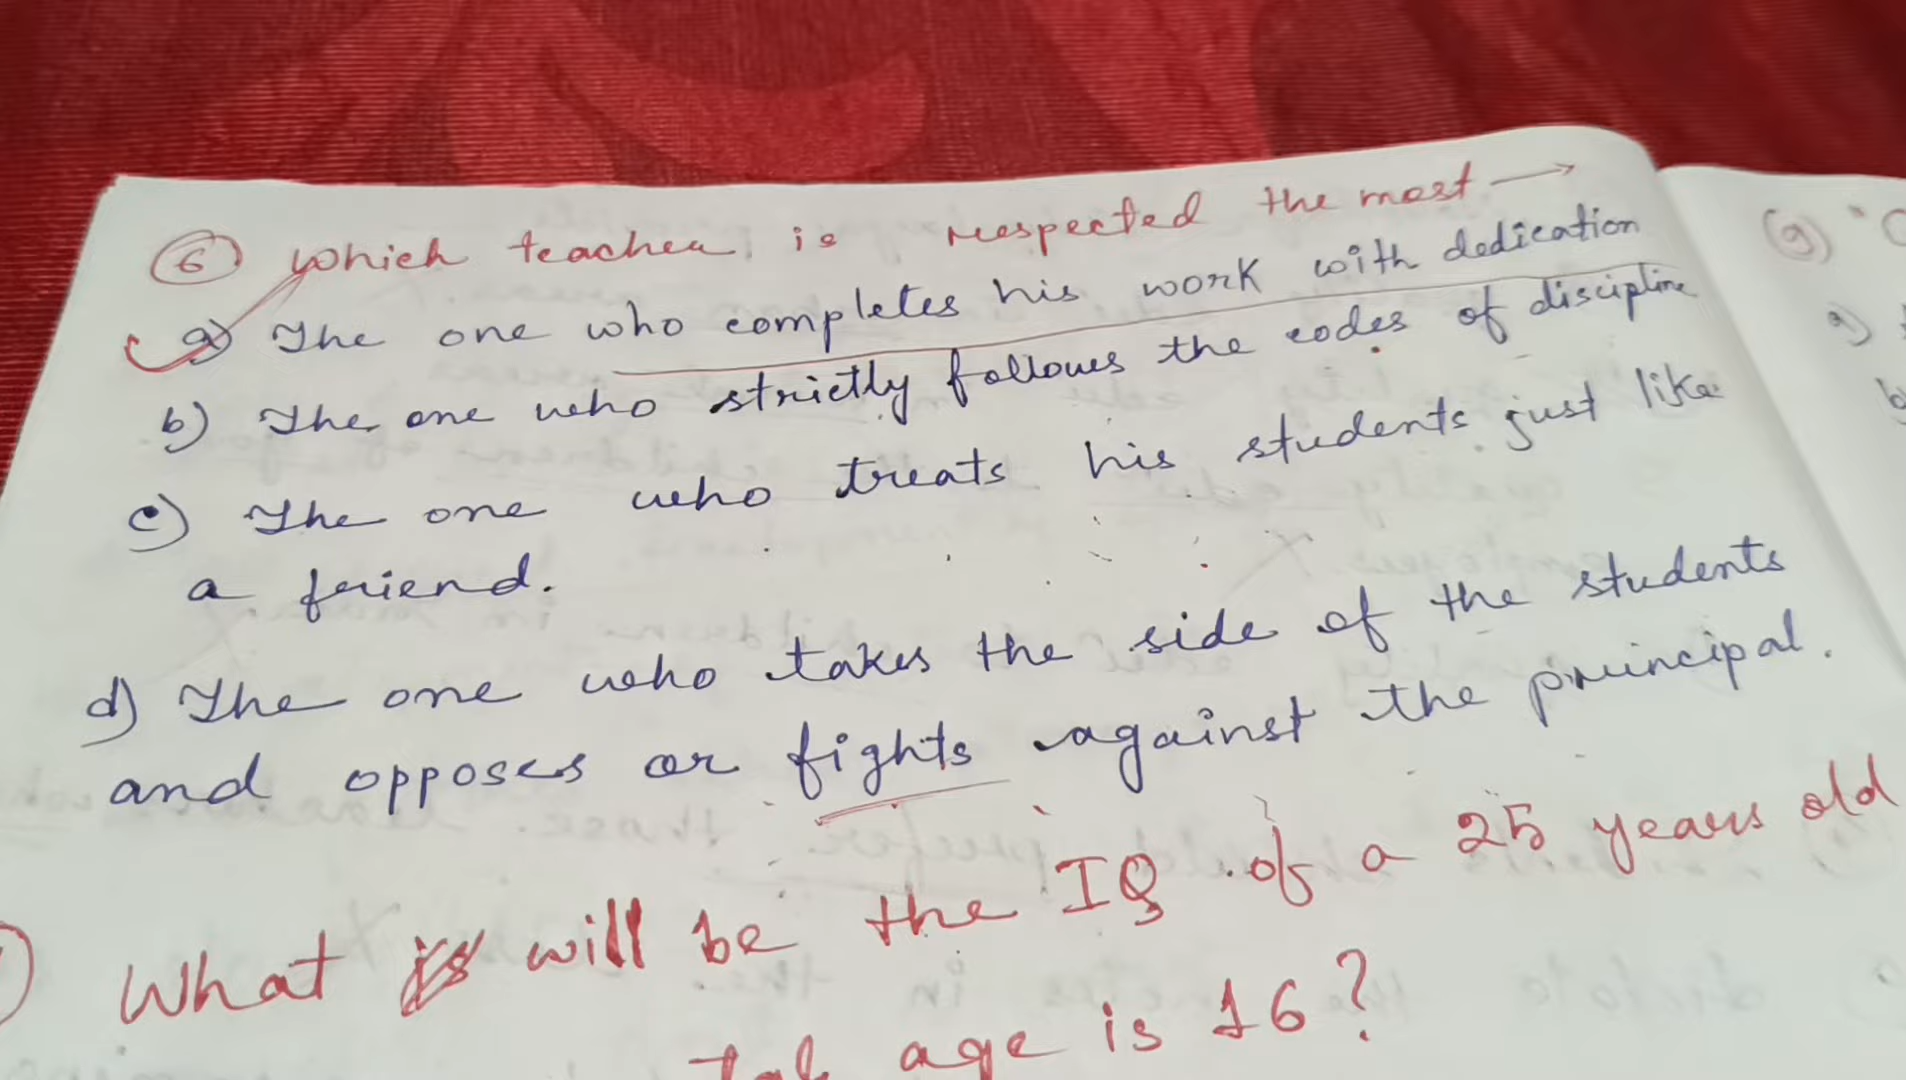 6 which teacher is respected the most →
a) The one who completes his work with dedication
b) The one who strictly follows the codes of discipline
c) The one who treats his students just like
a friend.
d) The one who takes the side of the students
and opposes or fights against the principal.
What will be the IQ of a 25 years old
age is 16?
(9)
a)
b